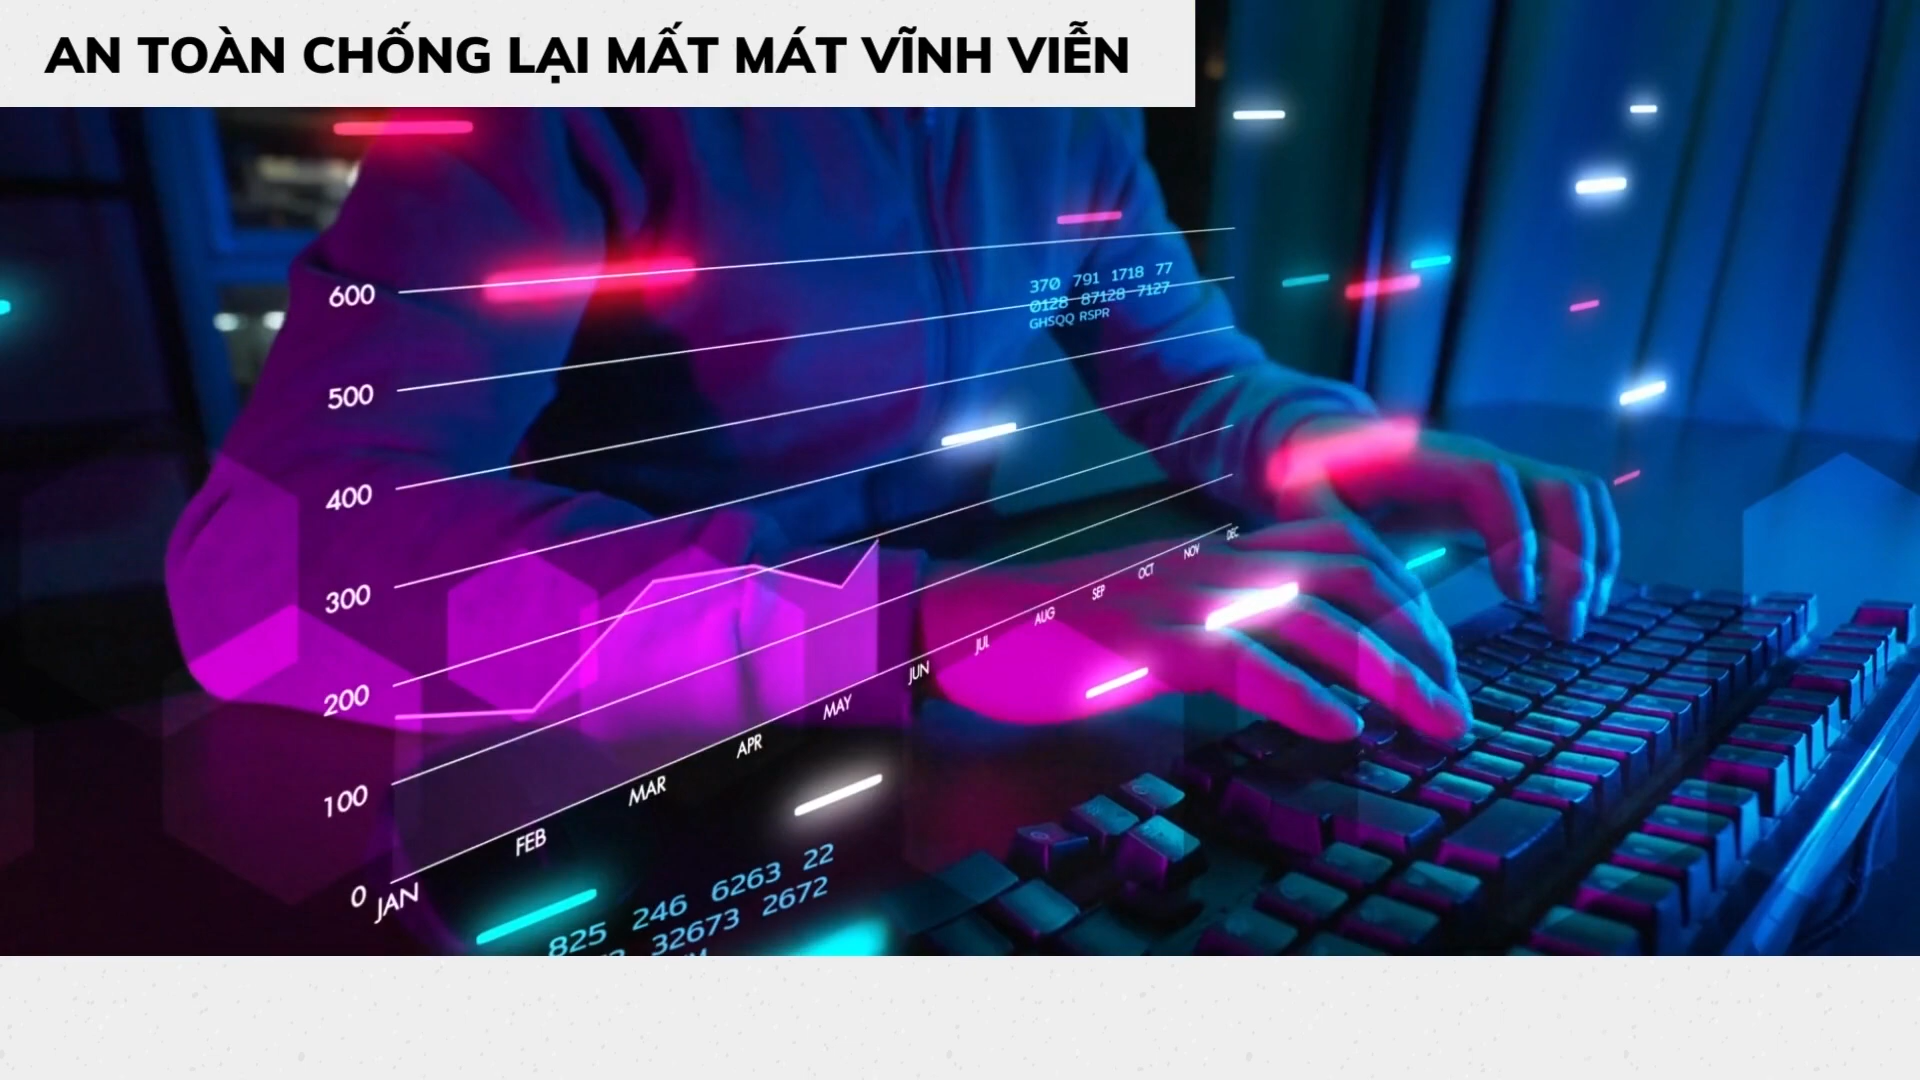 AN TOÀN CHỐNG LẠI MẤT MÁT VĨNH VIỄN
370 791 1718 77
0128 87128 7127
GHSQQ RSPR
600
500
400
300
200
100
0
JAN
FEB
MAR
APR
MAY
JUN
JUL
AUG
SEP
OCT
NOV
DEC
825 246 6263 22
32673 2672